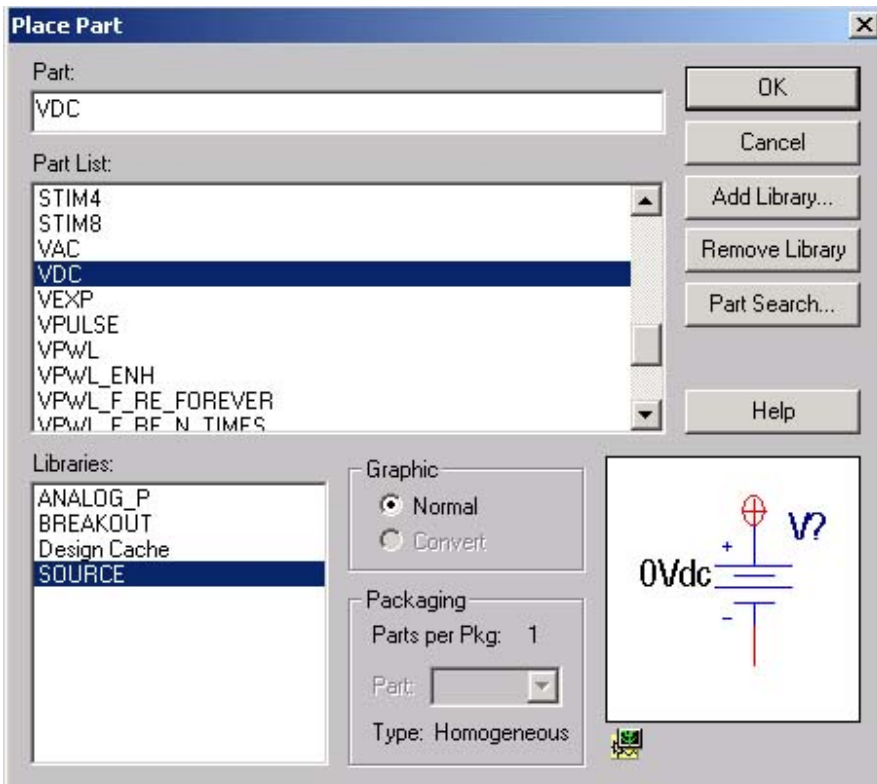 Place Part
Part:
VDC
Part List:
STIM4
STIM8
VAC
VDC
VEXP
VPULSE
VPWL
VPWL_ENH
VPWL_F_RE_FOREVER
VPWL_F_RE_N_TIMES
OK
Cancel
Add Library...
Remove Library
Part Search...
Help
Libraries:
ANALOG_P
BREAKOUT
Design Cache
SOURCE
Graphic
Normal
Convert
Packaging
Parts per Pkg: 1
Part:
Type: Homogeneous
V?
+
0Vdc
-